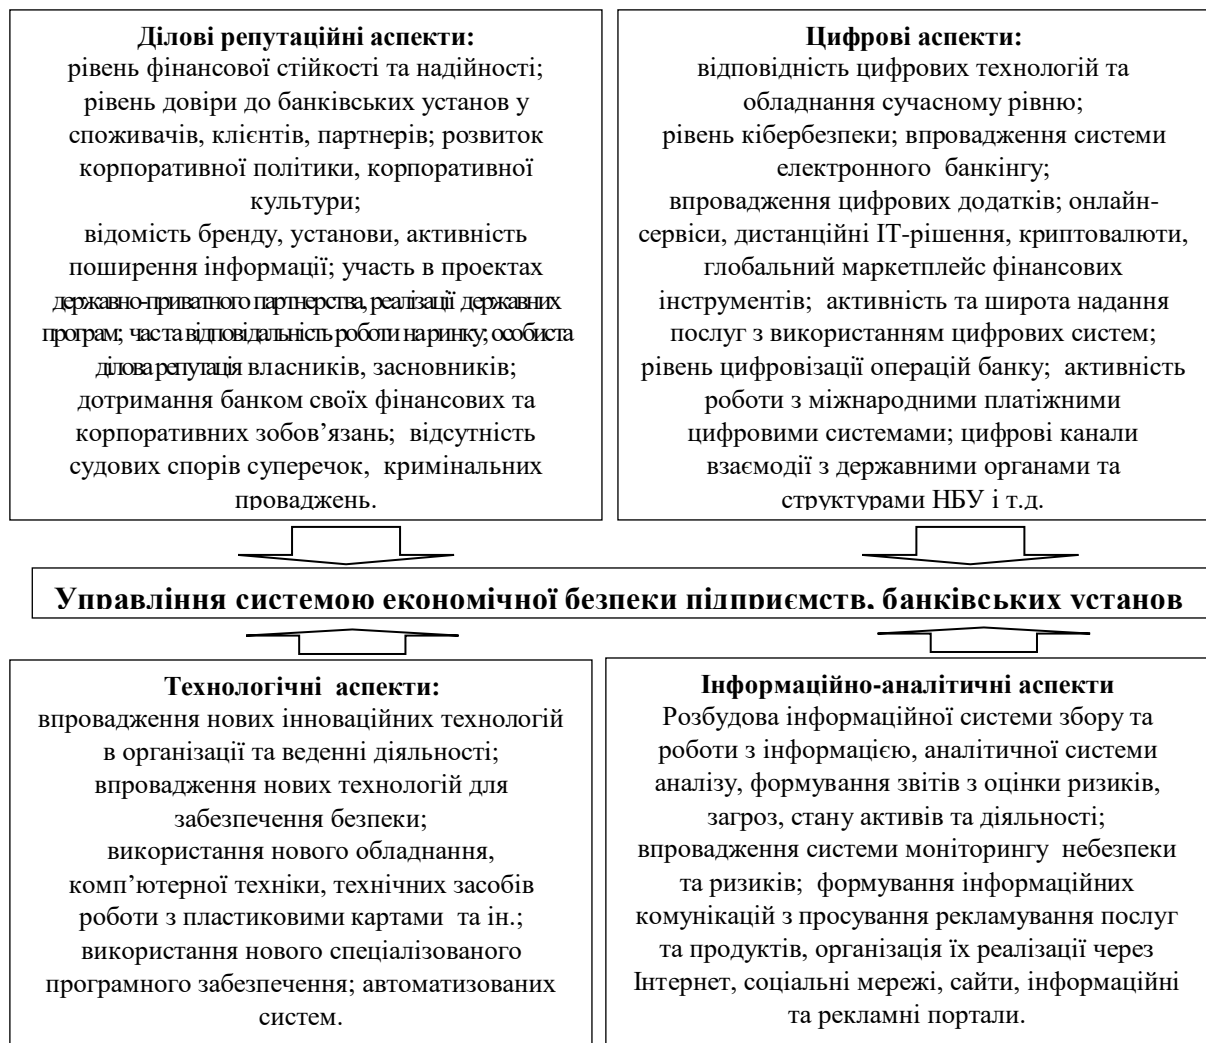 Ділові репутаційні аспекти:
рівень фінансової стійкості та надійності;
рівень довіри до банківських установ у
споживачів, клієнтів, партнерів; розвиток
корпоративної політики, корпоративної
культури;
відомість бренду, установи, активність
поширення інформації; участь в проектах
державно-приватного партнерства, реалізації державних
програм; час та відповідальність роботи на ринку; особиста
ділова репутація власників, засновників;
дотримання банком своїх фінансових та
корпоративних зобов’язань; відсутність
судових спорів суперечок, кримінальних
проваджень.
Цифрові аспекти:
відповідність цифрових технологій та
обладнання сучасному рівню;
рівень кібербезпеки; впровадження системи
електронного банкінгу;
впровадження цифрових додатків; онлайн-
сервіси, дистанційні ІТ-рішення, криптовалюти,
глобальний маркетплейс фінансових
інструментів; активність та широта надання
послуг з використанням цифрових систем;
рівень цифровізації операцій банку; активність
роботи з міжнародними платіжними
цифровими системами; цифрові канали
взаємодії з державними органами та
структурами НБУ і т.д.
Управління системою економічної безпеки підприємств, банківських установ
Технологічні аспекти:
впровадження нових інноваційних технологій
в організації та веденні діяльності;
впровадження нових технологій для
забезпечення безпеки;
використання нового обладнання,
комп’ютерної техніки, технічних засобів
роботи з пластиковими картами та ін.;
використання нового спеціалізованого
програмного забезпечення; автоматизованих
систем.
Інформаційно-аналітичні аспекти
Розбудова інформаційної системи збору та
роботи з інформацією, аналітичної системи
аналізу, формування звітів з оцінки ризиків,
загроз, стану активів та діяльності;
впровадження системи моніторингу небезпеки
та ризиків; формування інформаційних
комунікацій з просування рекламування послуг
та продуктів, організація їх реалізації через
Інтернет, соціальні мережі, сайти, інформаційні
та рекламні портали.